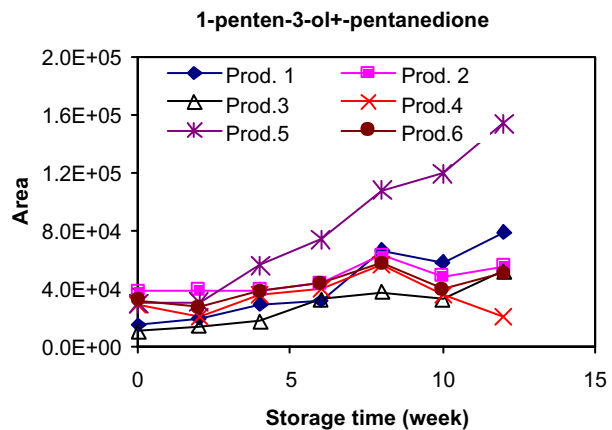 1-penten-3-ol+-pentanedione
2.0E+05
1.6E+05
1.2E+05
8.0E+04
4.0E+04
0.0E+00
Area
Prod. 1
Prod. 2
Prod.3
Prod.4
Prod.5
Prod.6
0
5
10
15
Storage time (week)